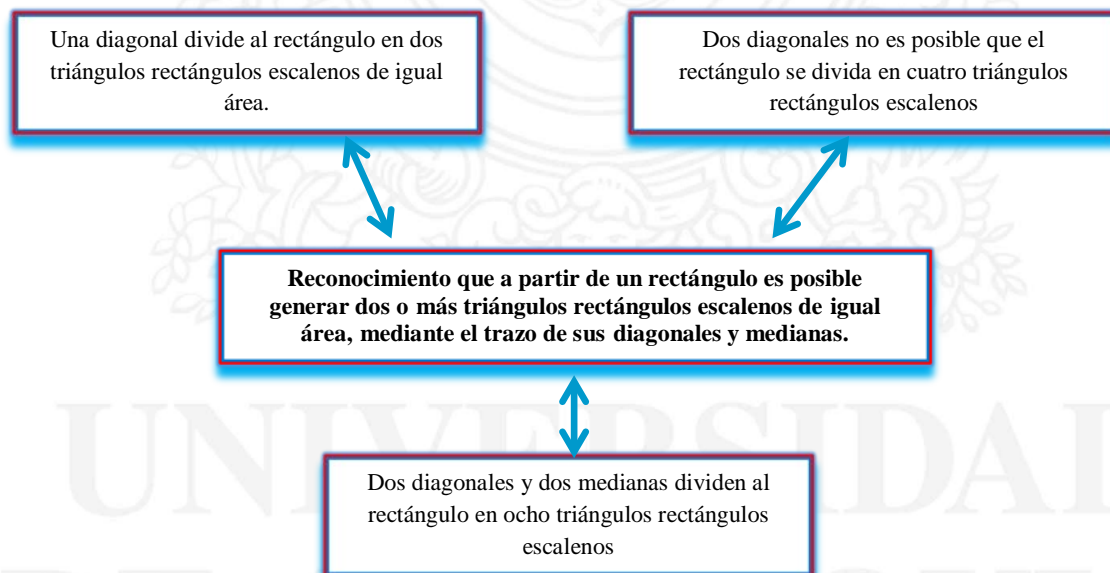 Una diagonal divide al rectángulo en dos
triángulos rectángulos escalenos de igual
área.
Dos diagonales no es posible que el
rectángulo se divida en cuatro triángulos
rectángulos escalenos
Reconocimiento que a partir de un rectángulo es posible
generar dos o más triángulos rectángulos escalenos de igual
área, mediante el trazo de sus diagonales y medianas.
UNIVERSIDAD
Dos diagonales y dos medianas dividen al
rectángulo en ocho triángulos rectángulos
escalenos